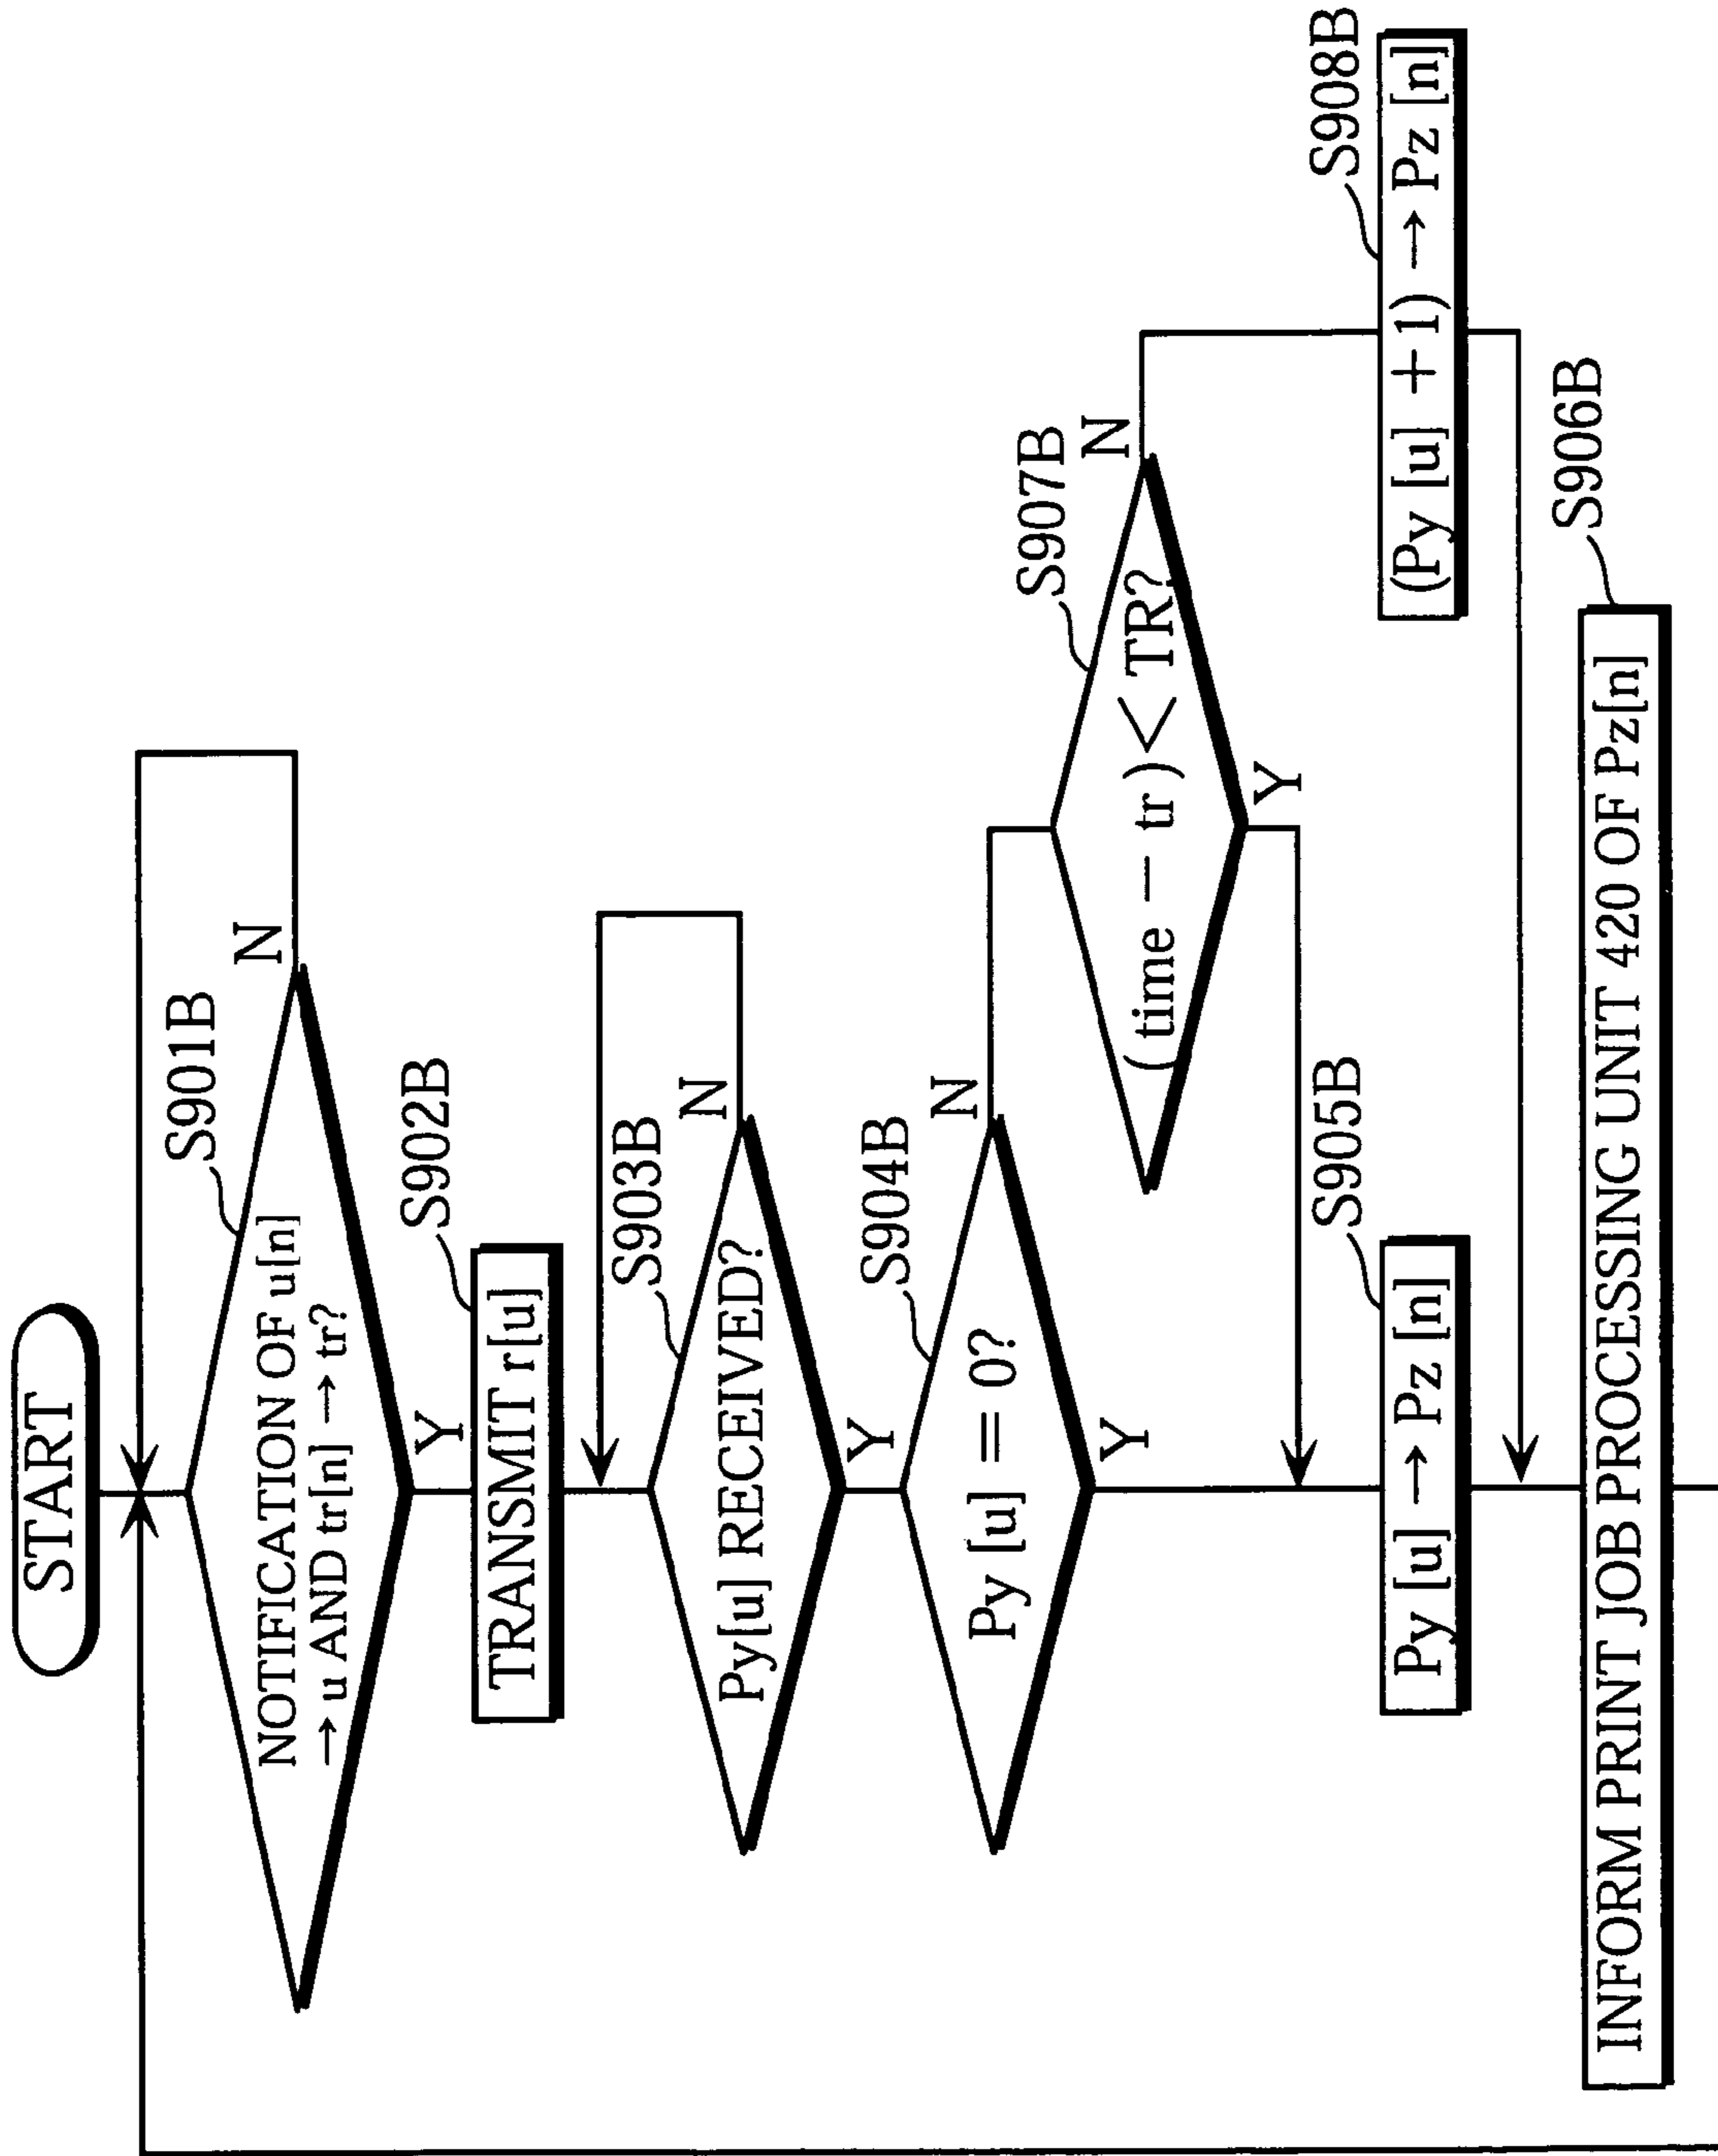 START
S901B
NOTIFICATION OF u[n]
→ u AND tr[n] → tr?
N
Y
S902B
TRANSMIT r[u]
S903B
Py[u] RECEIVED?
N
Y
S904B
Py [u] = 0?
N
Y
S907B
(time − tr) < TR?
N
Y
S905B
Py [u] → Pz [n]
S908B
(Py [u] + 1) → Pz [n]
S906B
INFORM PRINT JOB PROCESSING UNIT 420 OF Pz[n]